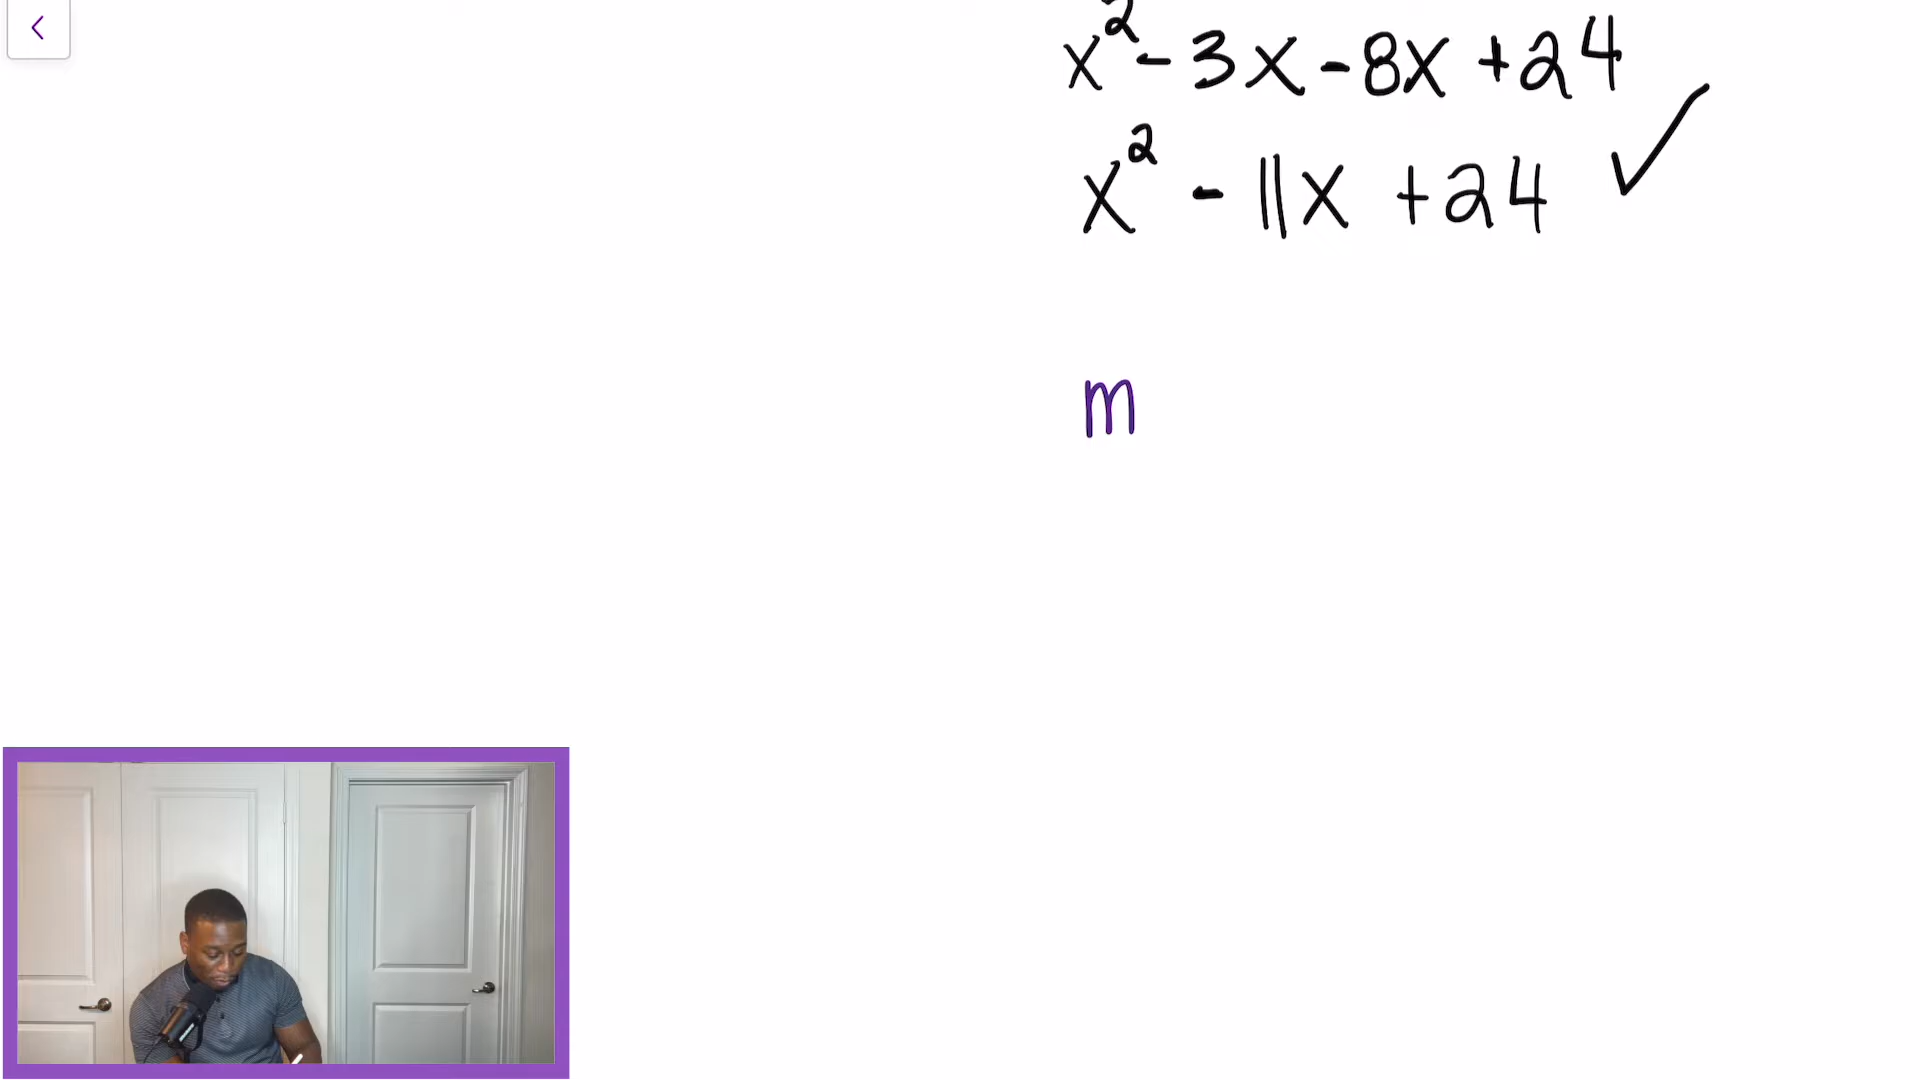 x² - 3x - 8x + 24
x² - 11x + 24
m